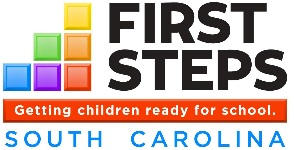 FIRST
STEPS
Getting children ready for school.
SOUTH CAROLINA